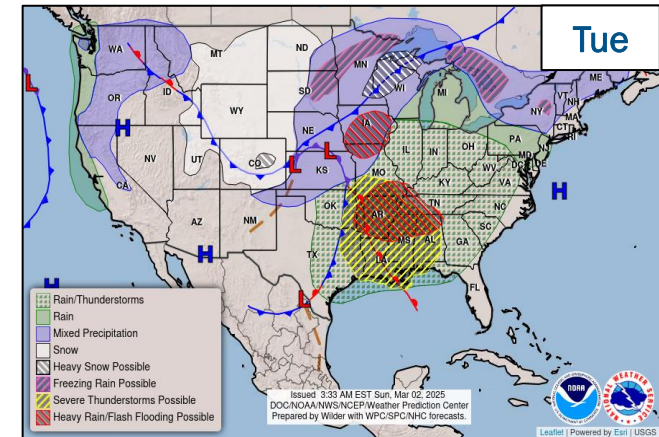 Tue
WA
MT
ND
MN
ME
OR
ID
SD
WI
MI
VT
NH
NY
MA
CT
RI
WY
IA
NE
PA
NJ
IL
IN
OH
MD
DE
DC
NV
UT
CO
KS
MO
WV
VA
KY
CA
OK
TN
NC
AZ
NM
AR
SC
MS
AL
GA
TX
LA
FL
L
H
L
L
H
H
L
H
Rain/Thunderstorms
Rain
Mixed Precipitation
Snow
Heavy Snow Possible
Freezing Rain Possible
Severe Thunderstorms Possible
Heavy Rain/Flash Flooding Possible
Issued 3:33 AM EST Sun, Mar 02, 2025
DOC/NOAA/NWS/NCEP/Weather Prediction Center
Prepared by Wilder with WPC/SPC/NHC forecasts.
NOAA
NATIONAL WEATHER SERVICE
Leaflet | Powered by Esri | USGS